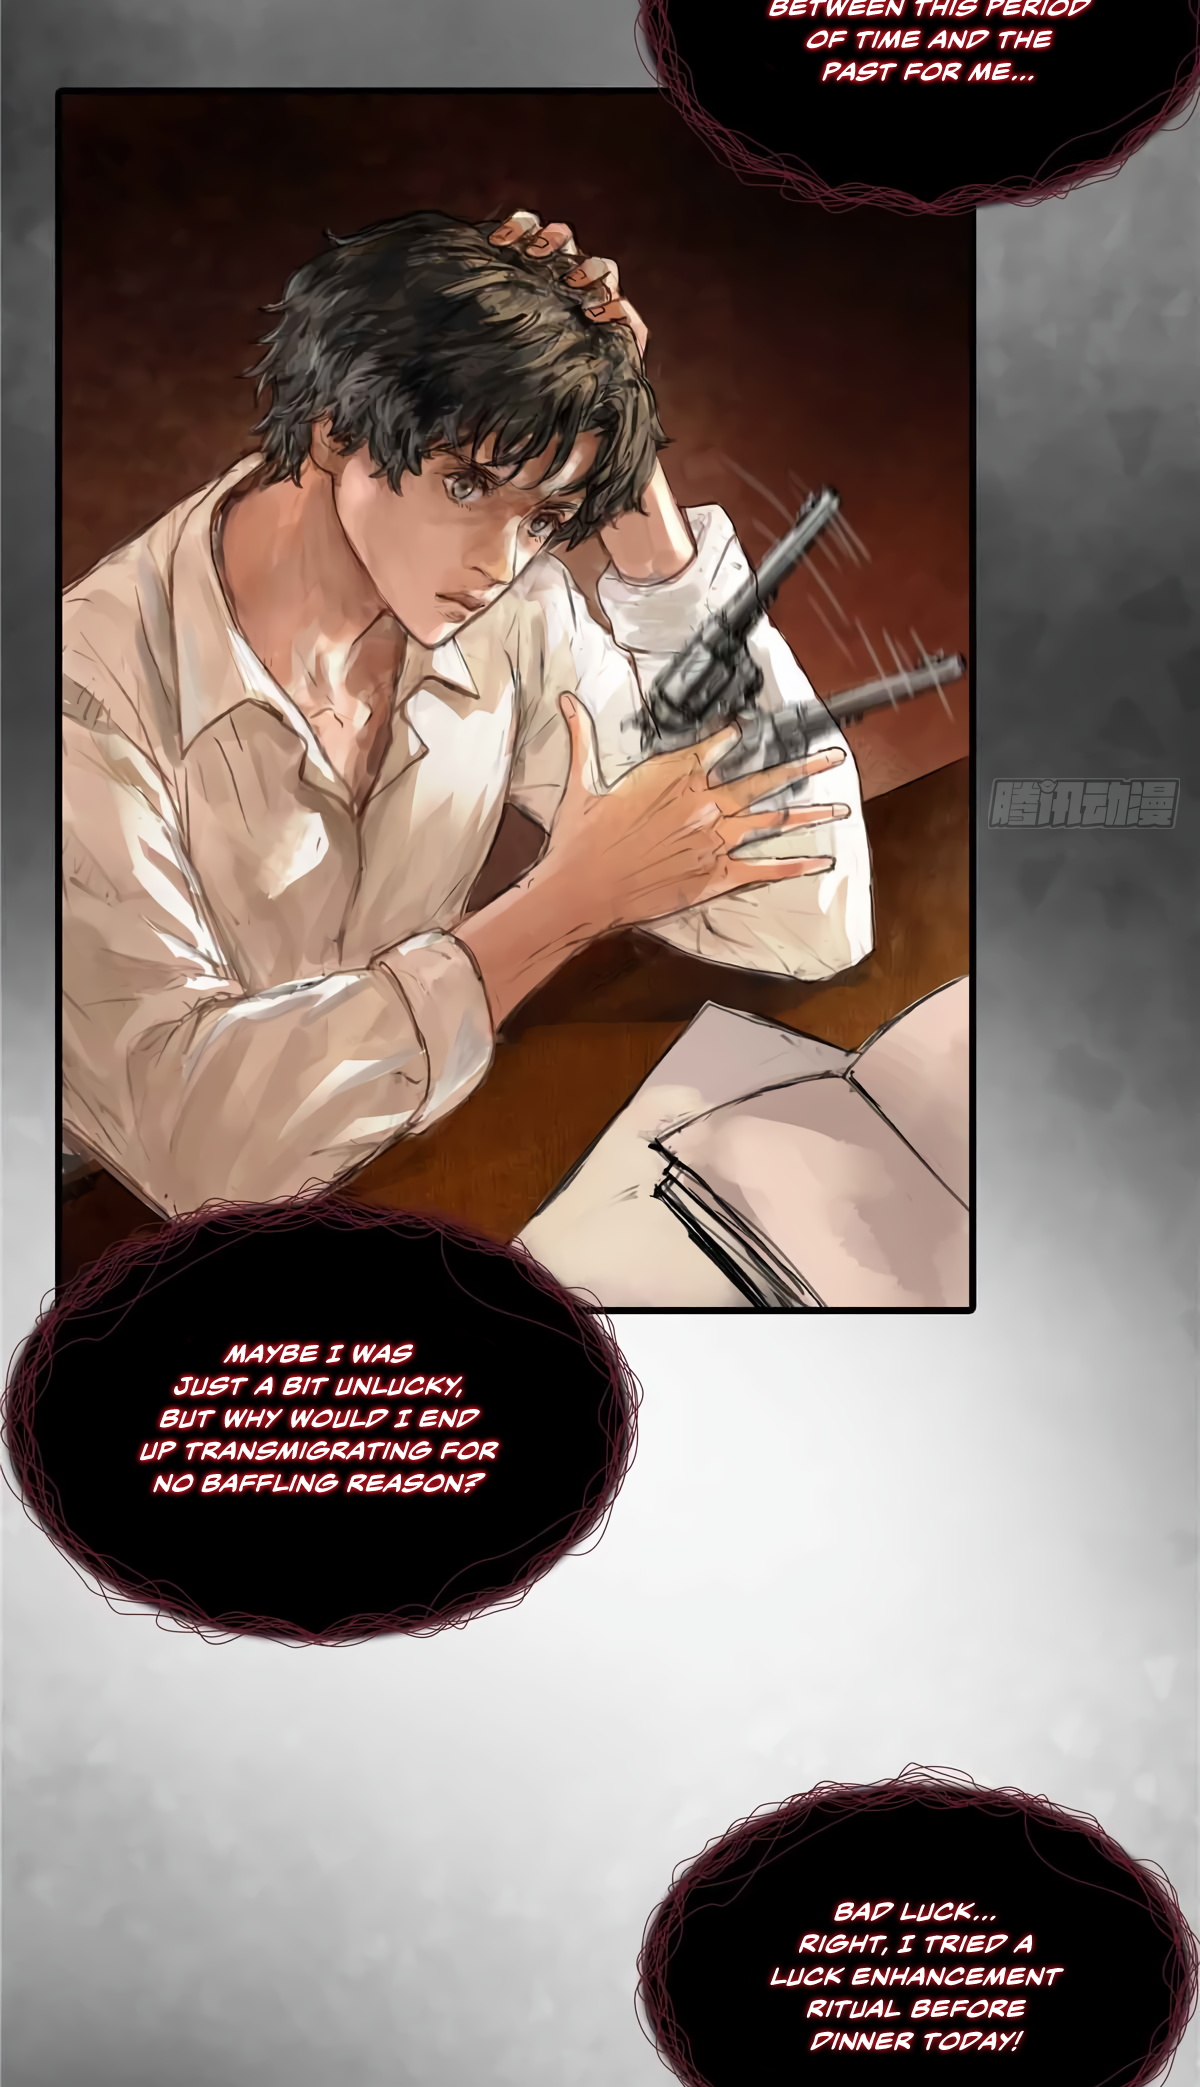 BETWEEN THIS PERIOD
OF TIME AND THE
PAST FOR ME...
腾讯动漫
MAYBE I WAS
JUST A BIT UNLUCKY,
BUT WHY WOULD I END
UP TRANSMIGRATING FOR
NO BAFFLING REASON?
BAD LUCK...
RIGHT, I TRIED A
LUCK ENHANCEMENT
RITUAL BEFORE
DINNER TODAY!